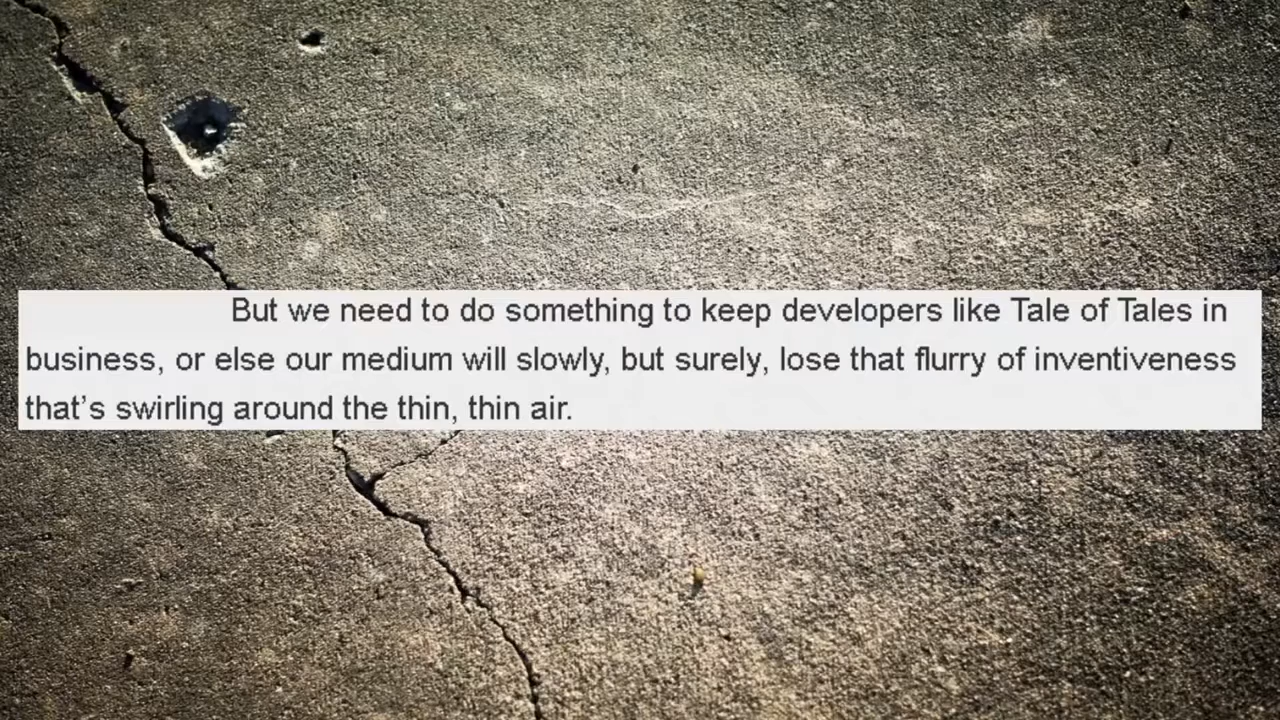 But we need to do something to keep developers like Tale of Tales in
business, or else our medium will slowly, but surely, lose that flurry of inventiveness
that’s swirling around the thin, thin air.